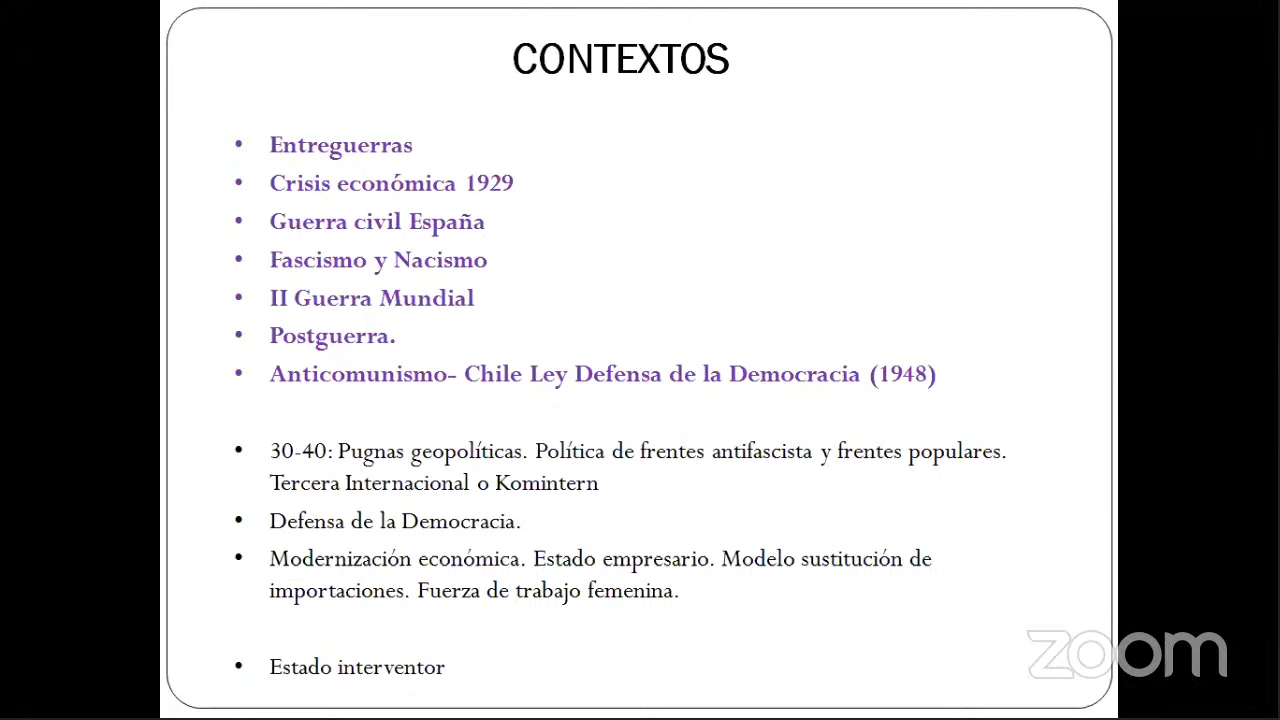 CONTEXTOS
• Entreguerras
• Crisis económica 1929
• Guerra civil España
• Fascismo y Nacismo
• II Guerra Mundial
• Postguerra.
• Anticomunismo- Chile Ley Defensa de la Democracia (1948)
• 30-40: Pugnas geopolíticas. Política de frentes antifascista y frentes populares.
Tercera Internacional o Komintern
• Defensa de la Democracia.
• Modernización económica. Estado empresario. Modelo sustitución de
importaciones. Fuerza de trabajo femenina.
• Estado interventor
zoom